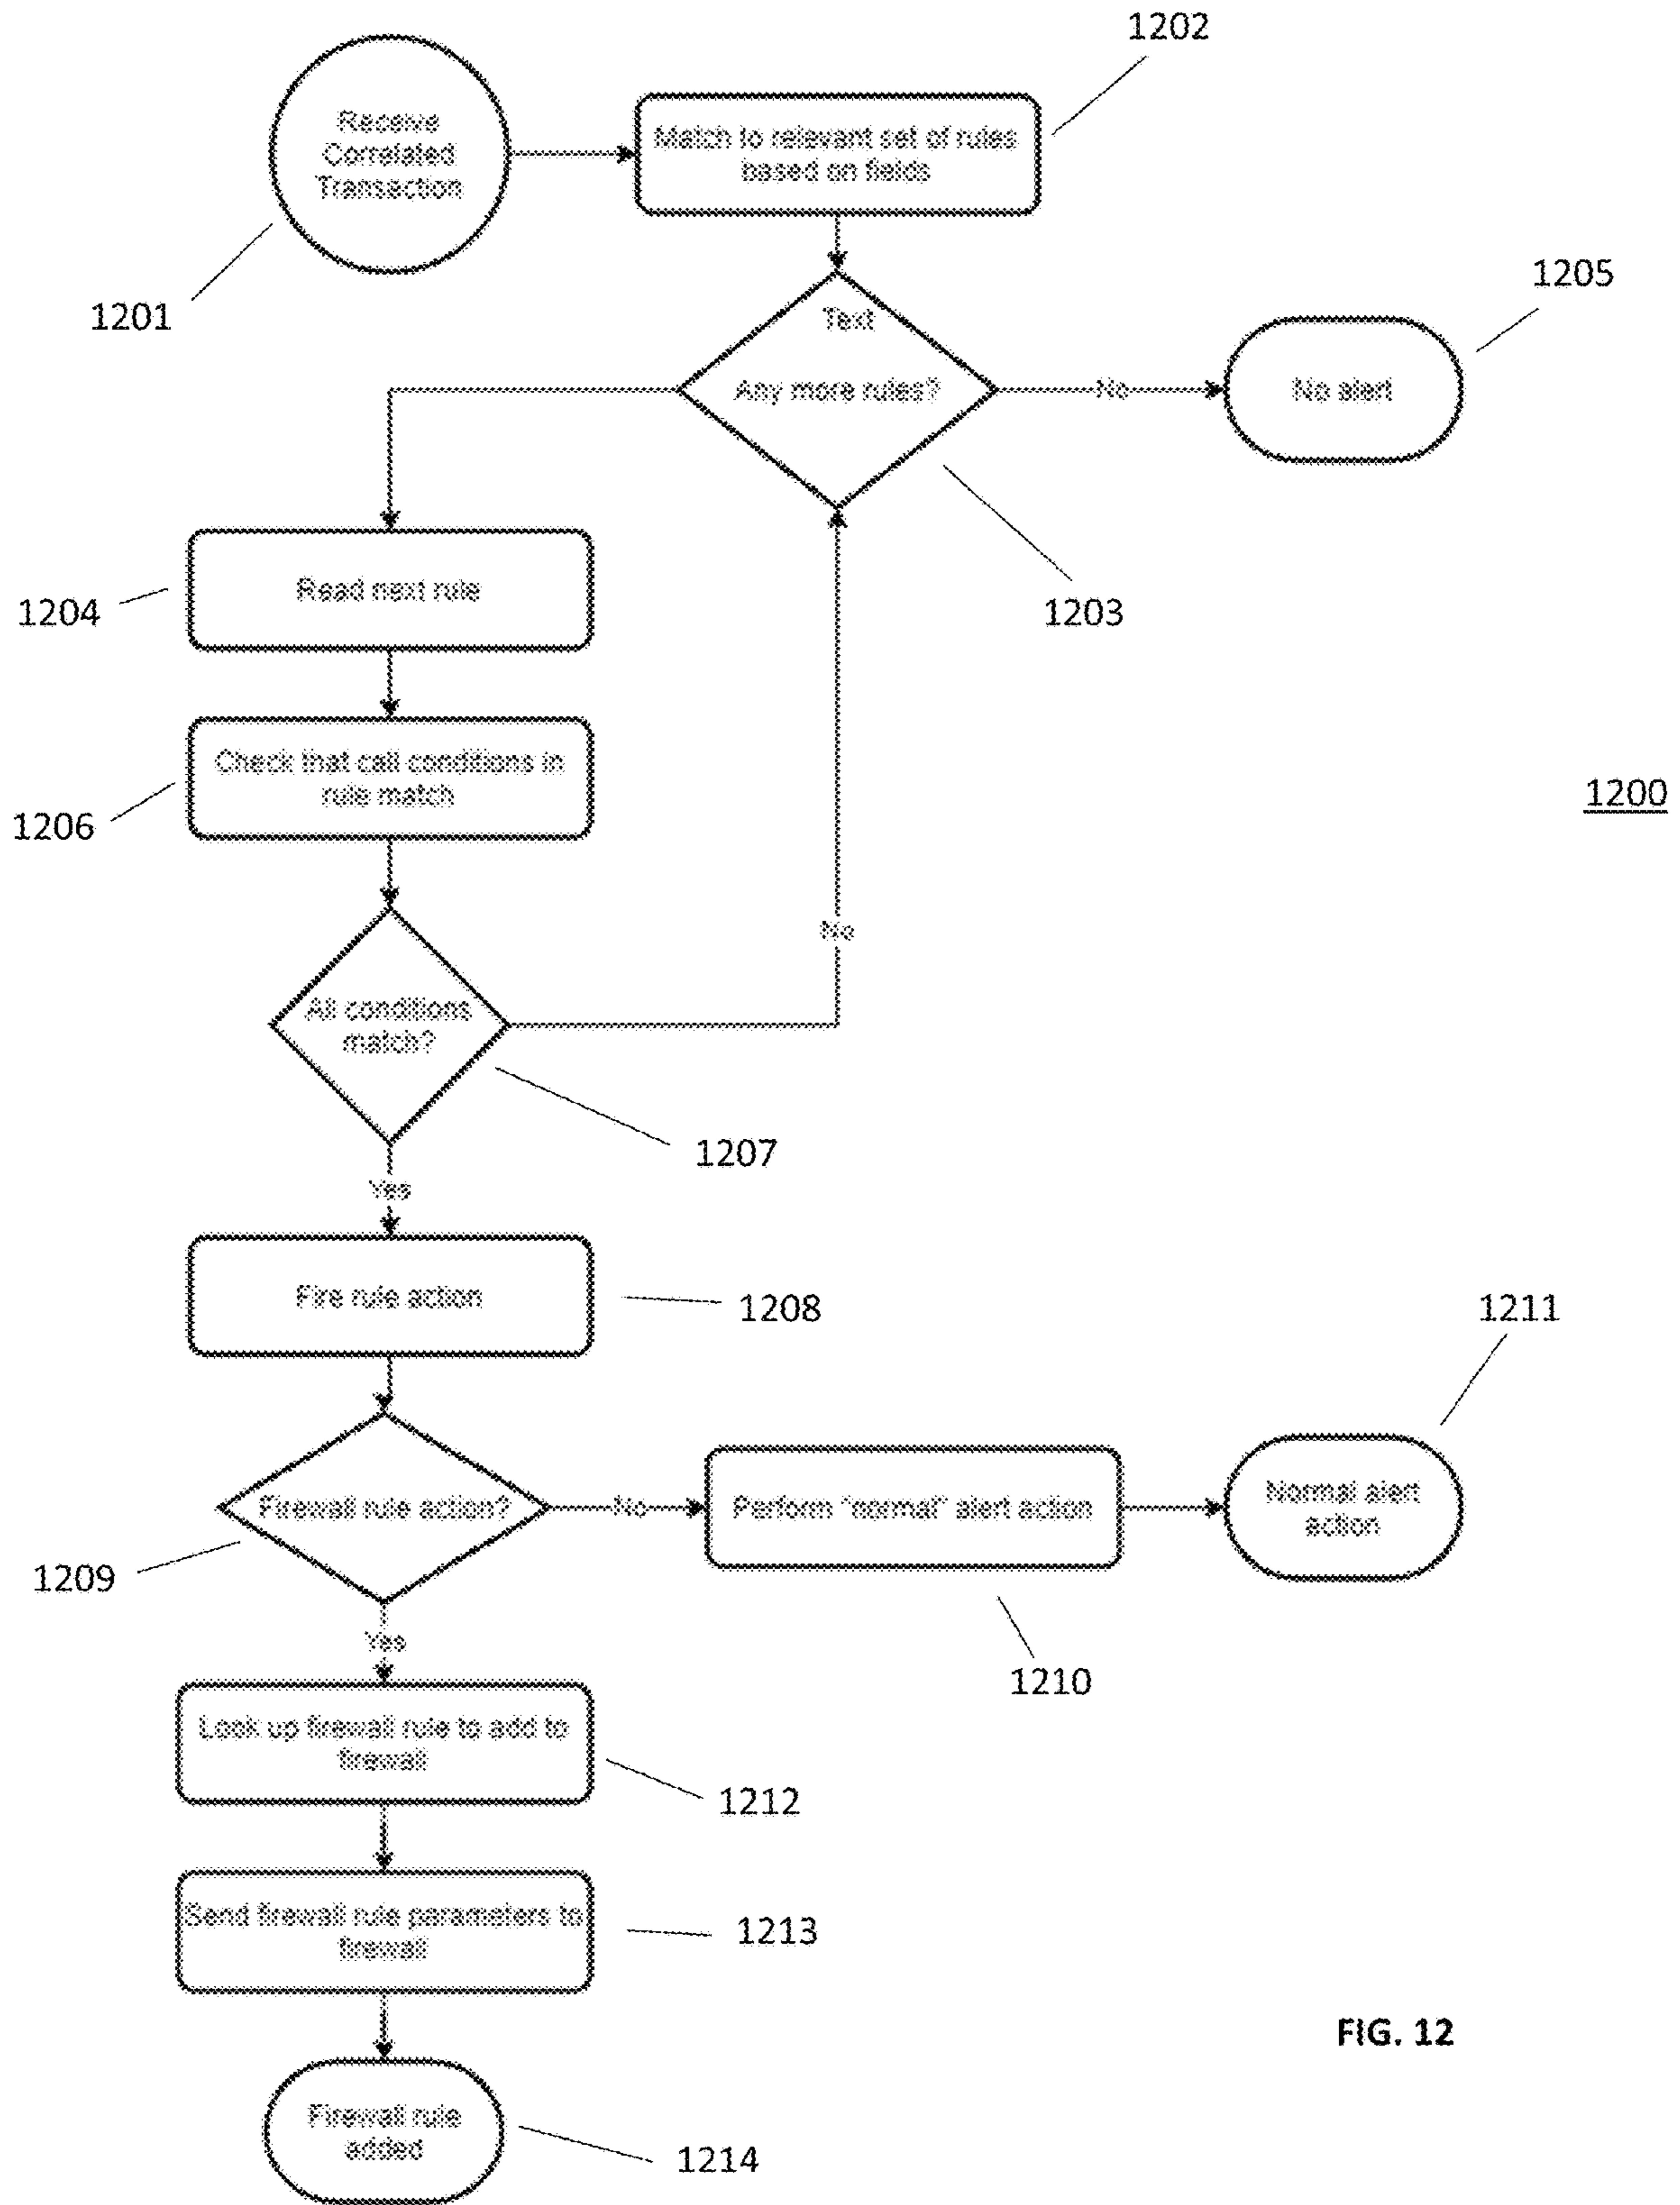 1202
Receive
Correlated
Transaction
Match to relevant set of rules
based on fields
1201
1205
Text
Any more rules?
No
No alert
1203
Read next rule
1204
Check that call conditions in
rule match
1206
1200
No
All conditions
match?
1207
Yes
Fire rule action
1208
1211
Firewall rule action?
No
Perform "normal" alert action
Normal alert
action
1209
Yes
1210
Look up firewall rule to add to
firewall
1212
Send firewall rule parameters to
firewall
1213
FIG. 12
Firewall rule
added
1214